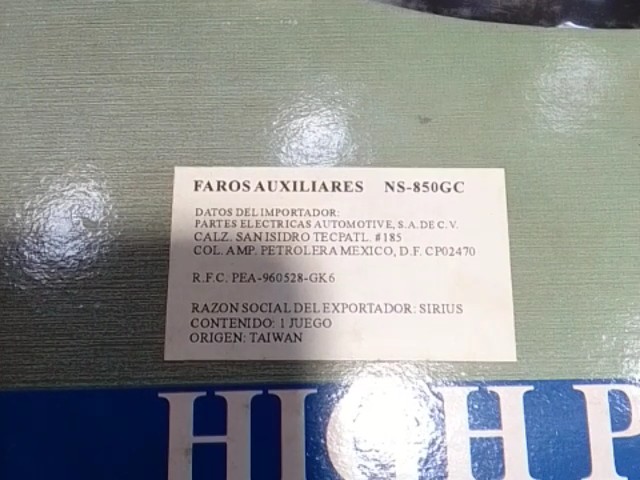 FAROS AUXILIARES NS-850GC
DATOS DEL IMPORTADOR:
PARTES ELECTRICAS AUTOMOTIVE, S.A. DE C.V.
CALZ. SAN ISIDRO TECPATL. #185
COL. AMP. PETROLERA MEXICO, D.F. CP02470
R.F.C. PEA-960528-GK6
RAZON SOCIAL DEL EXPORTADOR: SIRIUS
CONTENIDO: 1 JUEGO
ORIGEN: TAIWAN
HIGH P